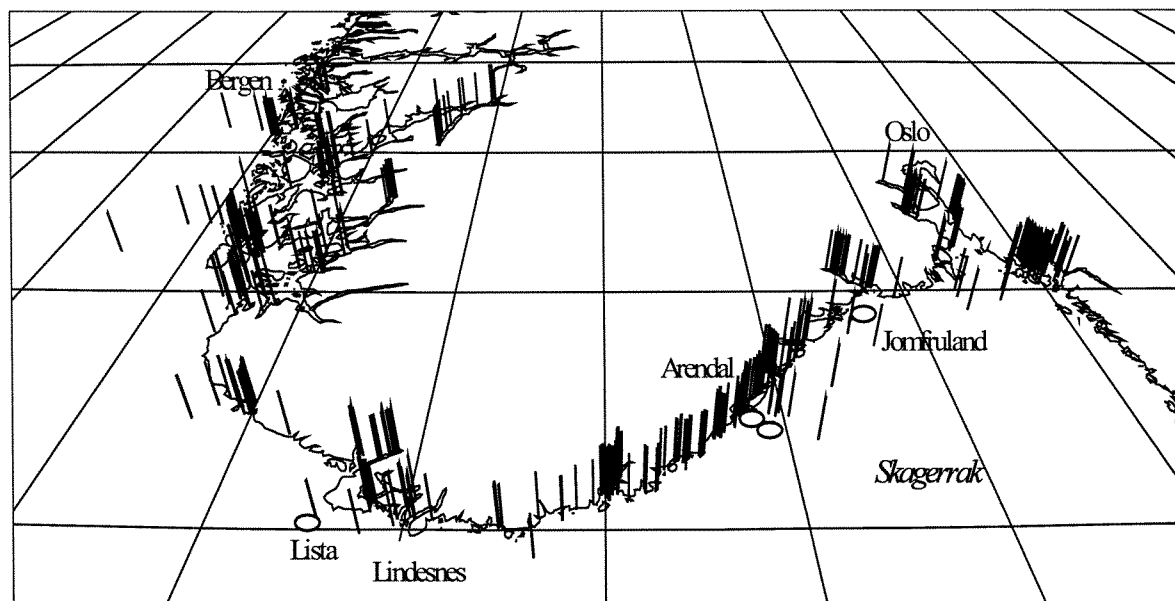 Bergen
Oslo
Jomfruland
Arendal
Skagerrak
Lista
Lindesnes